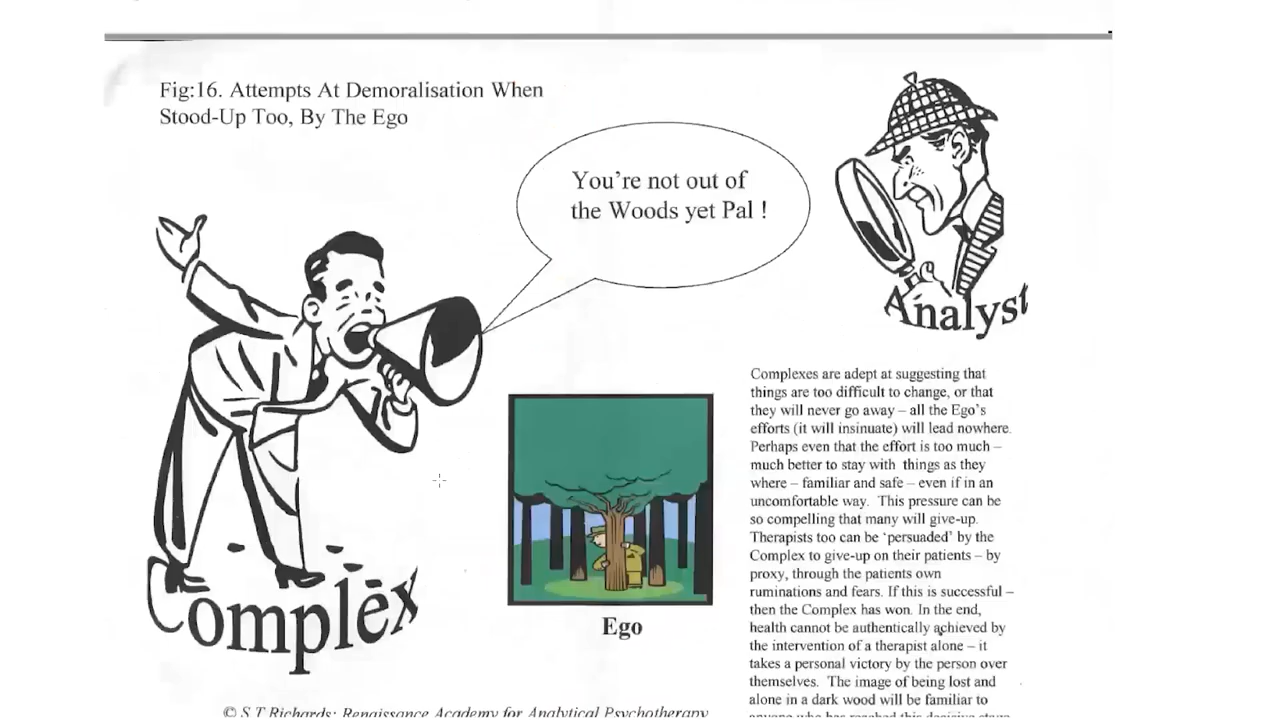 Fig:16. Attempts At Demoralisation When
Stood-Up Too, By The Ego
You're not out of
the Woods yet Pal !
Analyst
Complex
Ego
Complexes are adept at suggesting that
things are too difficult to change, or that
they will never go away – all the Ego's
efforts (it will insinuate) will lead nowhere.
Perhaps even that the effort is too much –
much better to stay with things as they
where – familiar and safe – even if in an
uncomfortable way. This pressure can be
so compelling that many will give-up.
Therapists too can be 'persuaded' by the
Complex to give-up on their patients – by
proxy, through the patients own
ruminations and fears. If this is successful –
then the Complex has won. In the end,
health cannot be authentically achieved by
the intervention of a therapist alone – it
takes a personal victory by the person over
themselves. The image of being lost and
alone in a dark wood will be familiar to
anyone who has reached this decisive stage
© S T Richards: Renaissance Academy for Analytical Psychotherapy